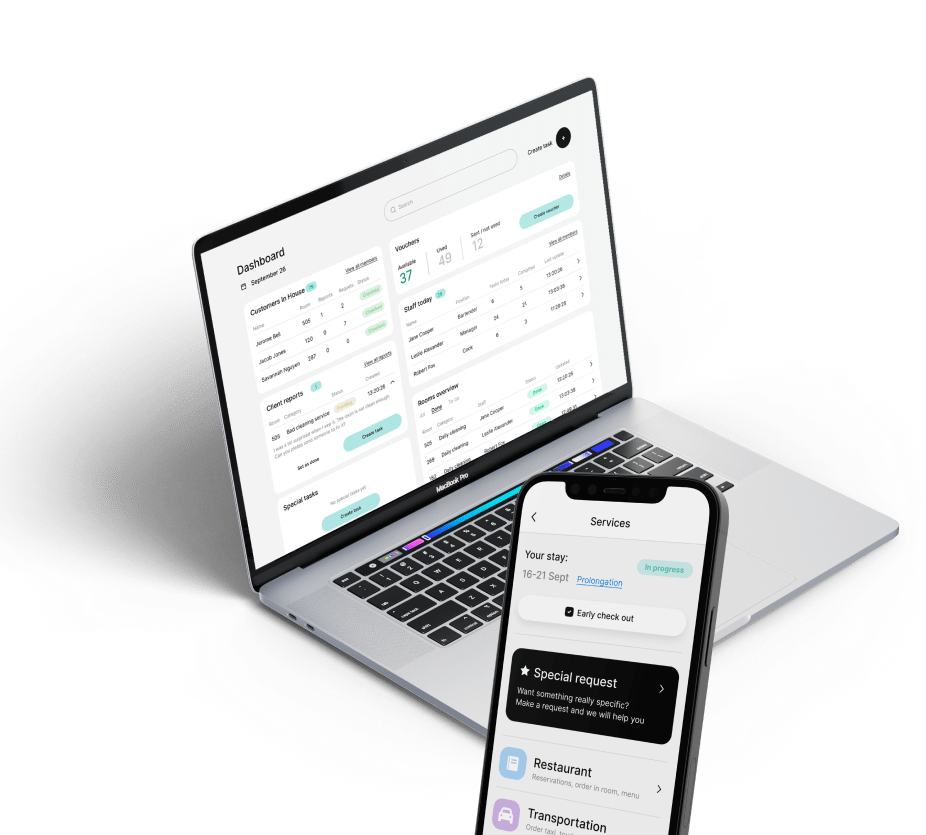 Dashboard
September 26
Search
Create task
Customers in House
View all members
Name
Room
Reports
Requests
Status
Jerome Bell
505
1
2
Checked
Jacob Jones
120
0
Checked
Savannah Nguyen
287
0
0
Checked
Client reports
View all reports
Room
Category
Status
Created
505
Bad cleaning service
Pending
13:20:26
I was a lot surprised when I see it. The room is not clean enough
Can you please send someone to fix it?
Set as done
Create task
Special tasks
No special tasks yet
Create task
Vouchers
Details
Available
37
Used
49
Sent / not used
12
Create voucher
Staff today
View all members
Name
Position
Tasks today
Completed
Last update
Jane Cooper
Bartender
6
5
13:20:26
Leslie Alexander
Manager
24
21
13:03:38
Robert Fox
Cook
6
3
Rooms overview
All
Done
To do
Room
Category
Staff
Status
Updated
505
Daily cleaning
Jane Cooper
Done
13:20:26
268
Daily cleaning
Leslie Alexander
Done
13:03:38
Daily cleaning
Robert Fox
MacBook Pro
Services
Your stay:
In progress
16-21 Sept
Prolongation
Early check out
Special request
Want something really specific?
Make a request and we will help you
Restaurant
Reservations, order in room, menu
Transportation
Order taxi,